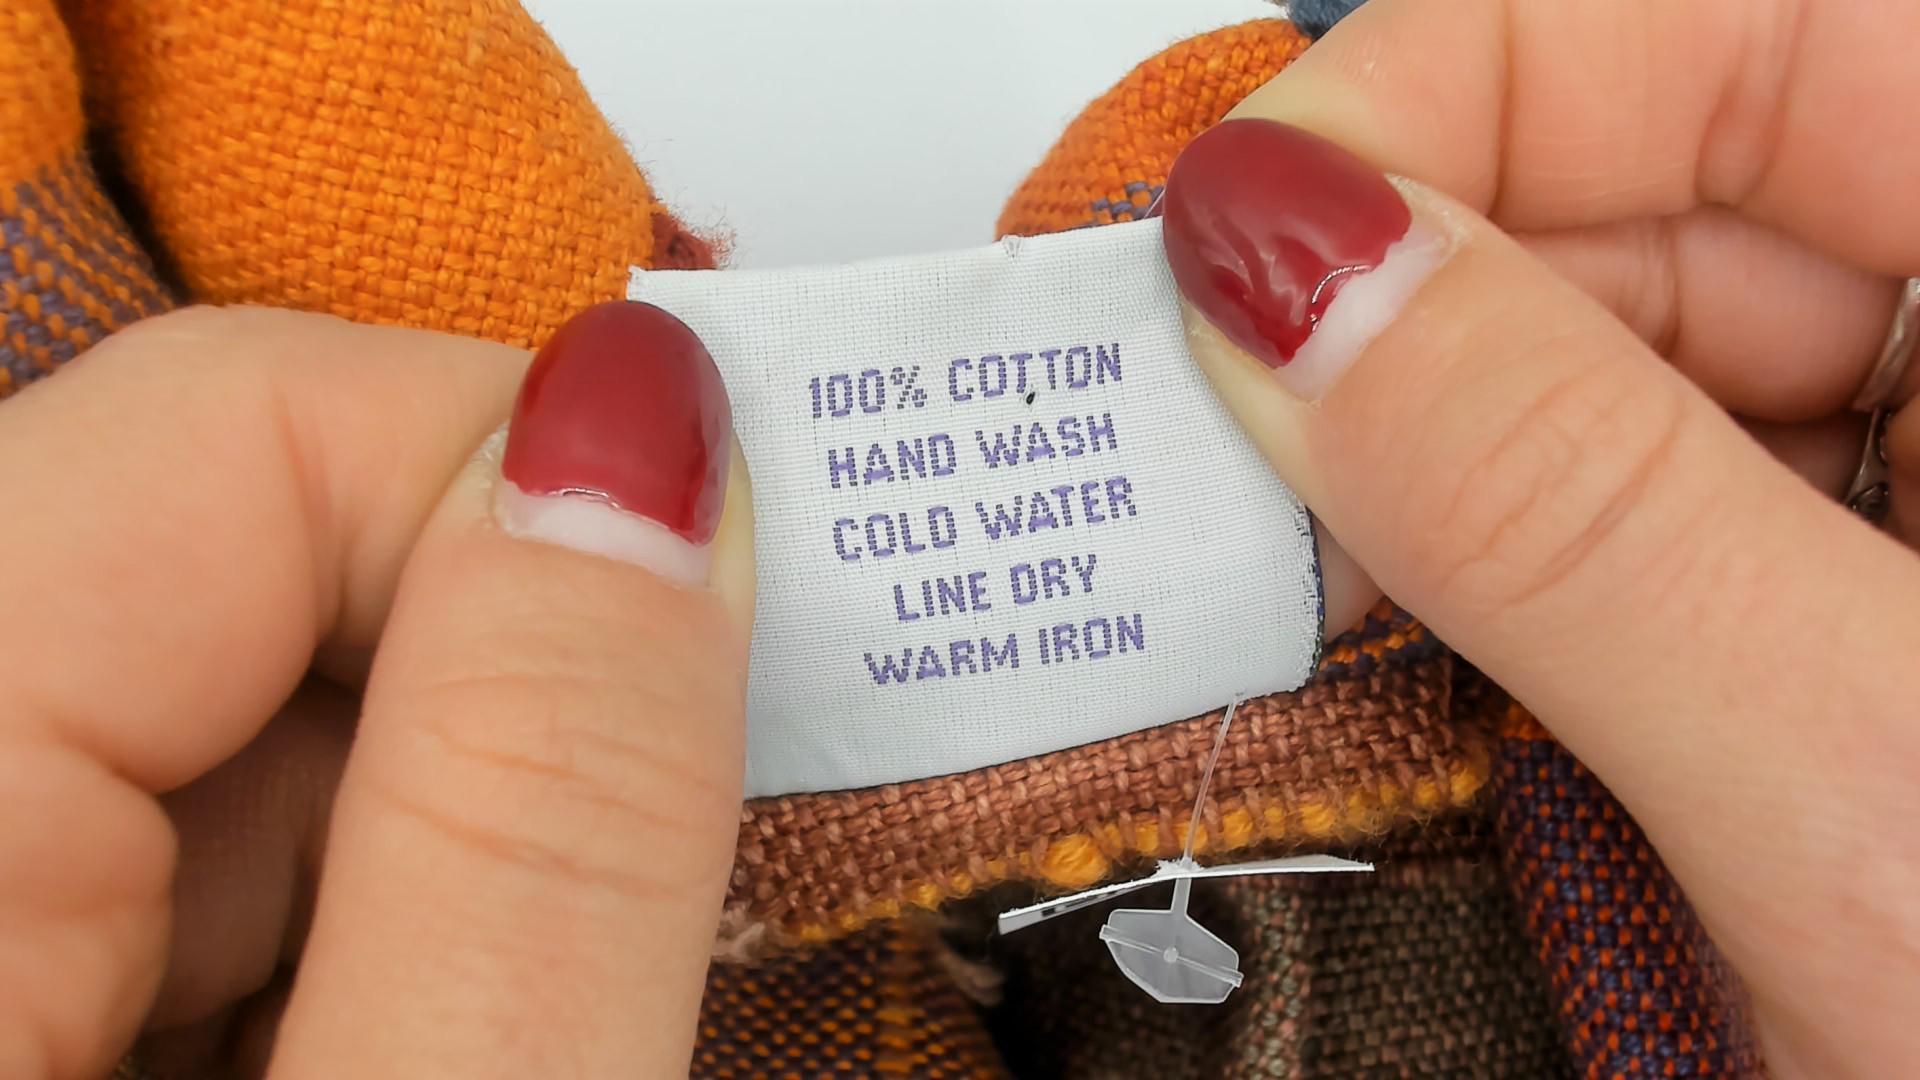 100% COTTON
HAND WASH
COLD WATER
LINE DRY
WARM IRON